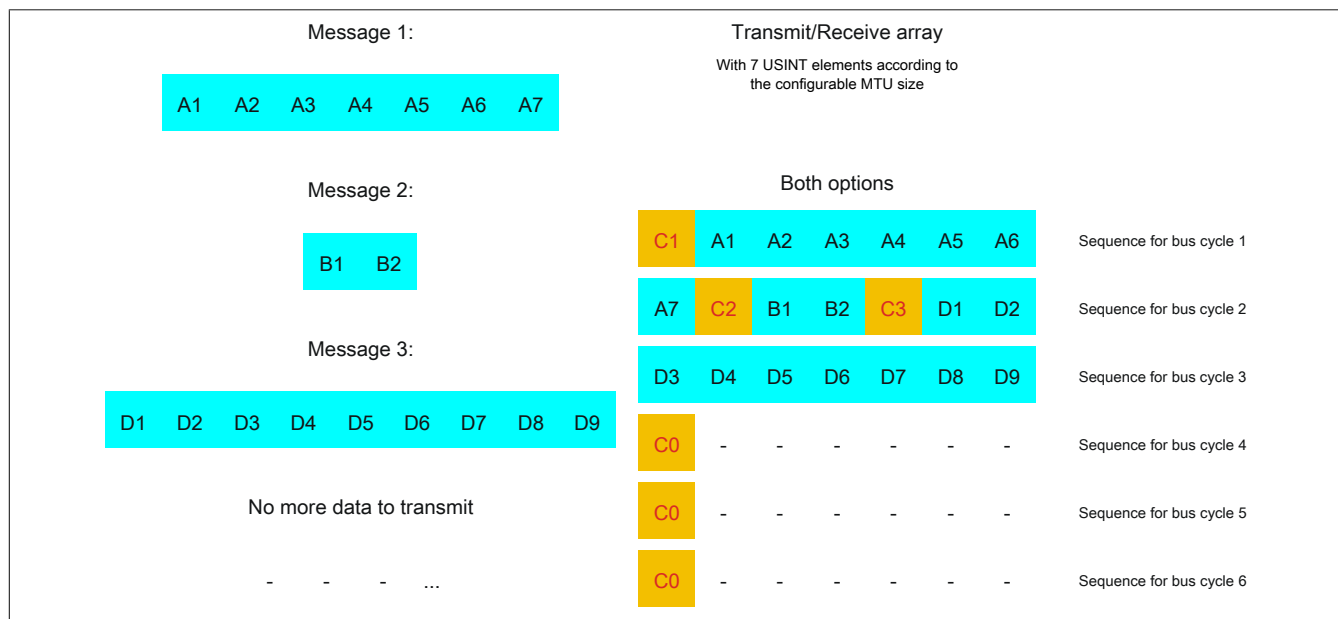 Message 1:
A1 A2 A3 A4 A5 A6 A7
Message 2:
B1 B2
Message 3:
D1 D2 D3 D4 D5 D6 D7 D8 D9
No more data to transmit
- - - ...
Transmit/Receive array
With 7 USINT elements according to
the configurable MTU size
Both options
C1 A1 A2 A3 A4 A5 A6 Sequence for bus cycle 1
A7 C2 B1 B2 C3 D1 D2 Sequence for bus cycle 2
D3 D4 D5 D6 D7 D8 D9 Sequence for bus cycle 3
C0 - - - - - - Sequence for bus cycle 4
C0 - - - - - - Sequence for bus cycle 5
C0 - - - - - - Sequence for bus cycle 6